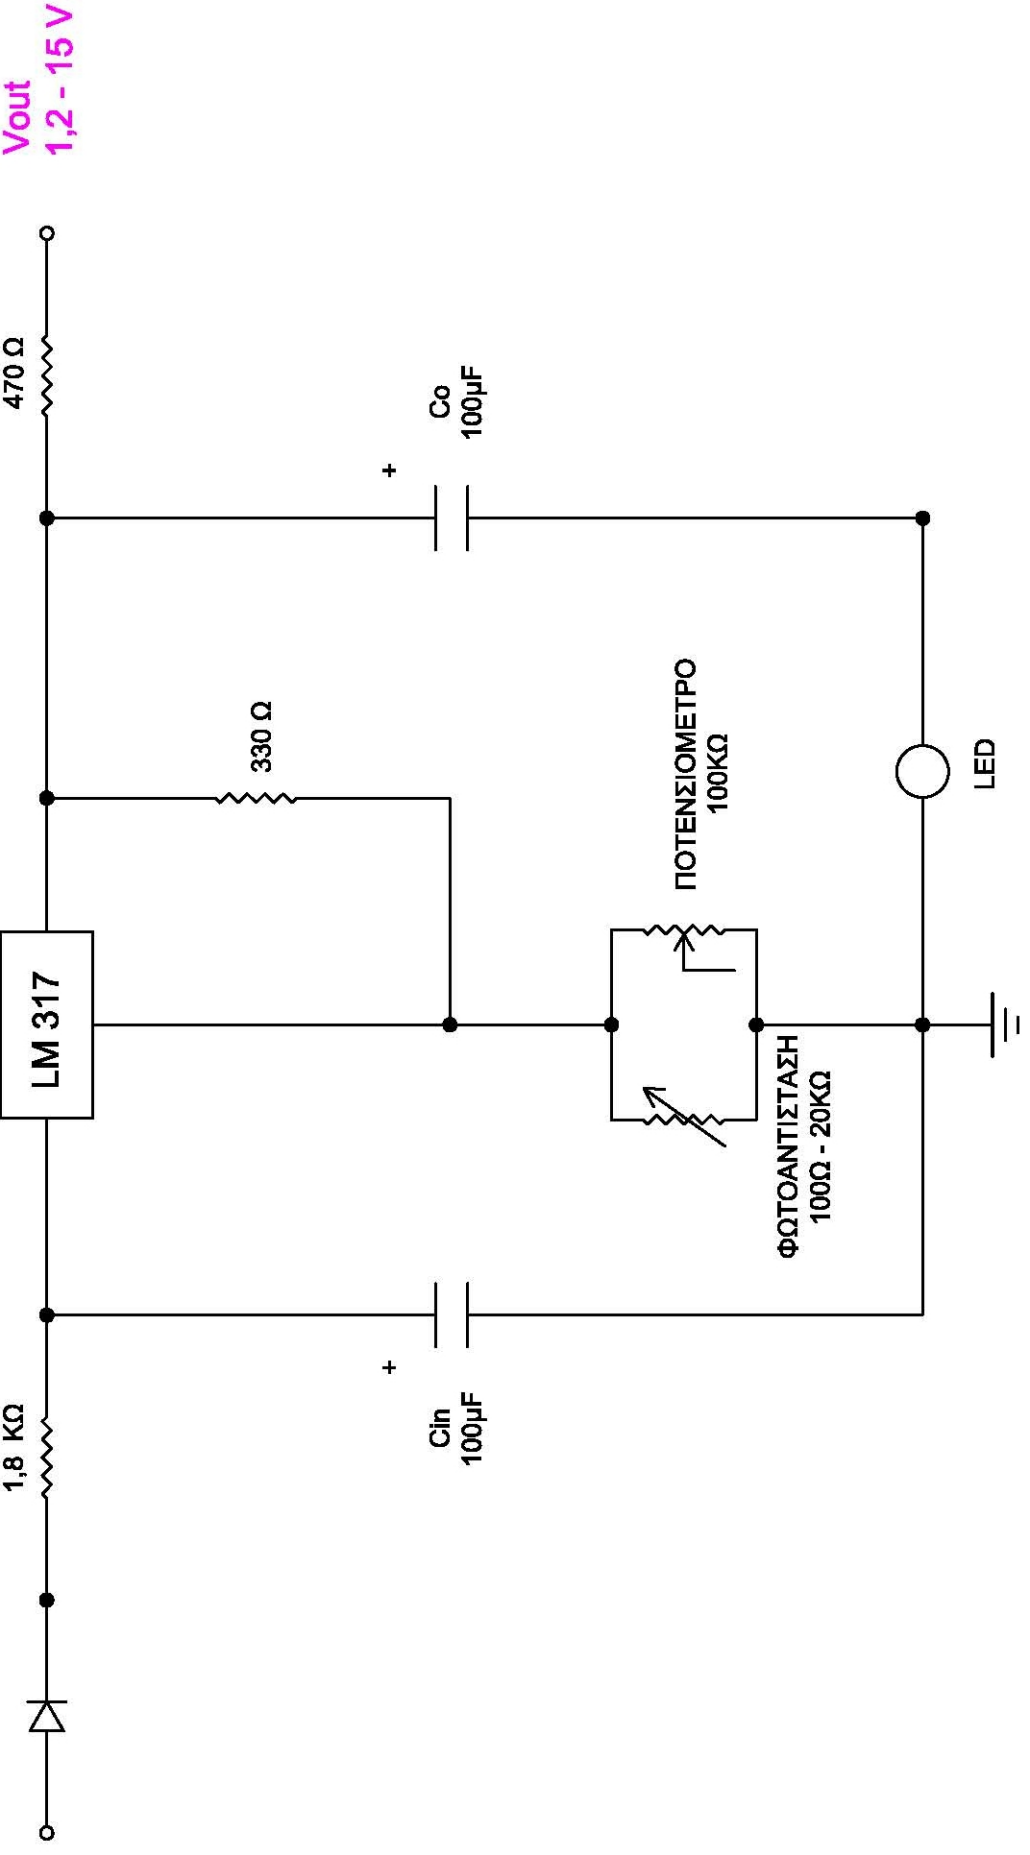 1,8 ΚΩ
LM 317
470 Ω
Vout
1,2 - 15 V
Cin
100μF
+
330 Ω
+
Co
100μF
ΦΩΤΟΑΝΤΙΣΤΑΣΗ
100Ω - 20ΚΩ
ΠΟΤΕΝΣΙΟΜΕΤΡΟ
100ΚΩ
LED